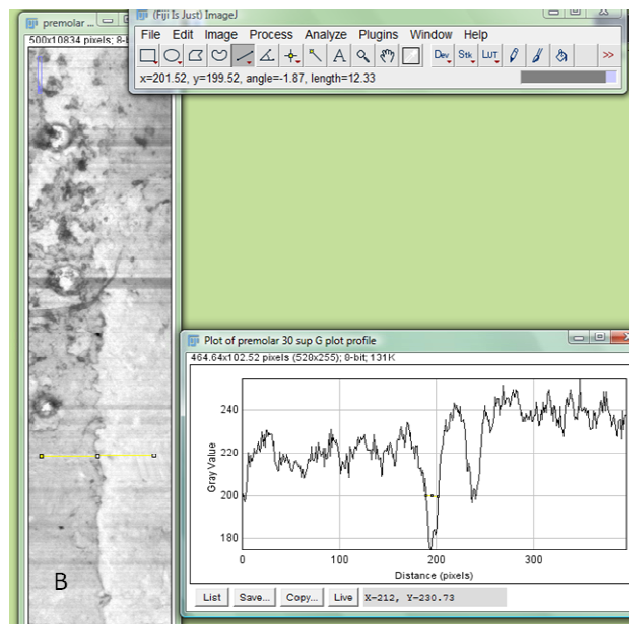 premolar ...
500x10834 pixels; 8-b
(Fiji Is Just) ImageJ
File Edit Image Process Analyze Plugins Window Help
A Dev Stk LUT >>
x=201.52, y=199.52, angle=-1.87, length=12.33
Plot of premolar 30 sup G plot profile
464.64x102.52 pixels (528x255); 8-bit; 131K
240
220
200
180
Gray Value
0 100 200 300
Distance (pixels)
List Save... Copy... Live X=212, Y=230.73
B